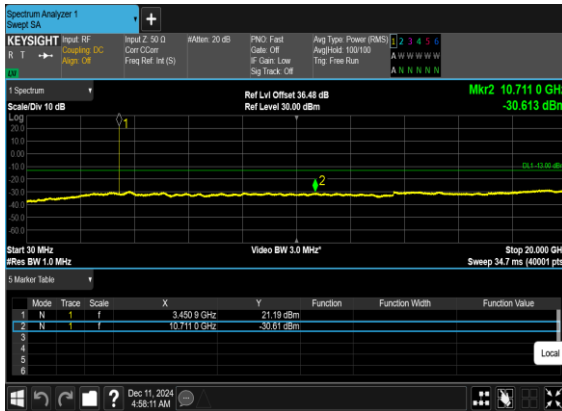 Spectrum Analyzer 1
Swept SA
+
KEYSIGHT Input: RF Input Z: 50 Ω #Atten: 20 dB PNO: Fast Avg Type: Power (RMS) 1 2 3 4 5 6
R T Coupling: DC Corr CCorr Gate: Off Avg|Hold: 100/100 A W W W W W
Align: Off Freq Ref: Int (S) IF Gain: Low Trig: Free Run
LNI Sig Track: Off A N N N N N
1 Spectrum Ref Lvl Offset 36.48 dB Mkr2 10.711 0 GHz
Scale/Div 10 dB Ref Level 30.00 dBm -30.613 dBm
Log
20.0
10.0
0.00
-10.0
-20.0
-30.0
-40.0
-50.0
-60.0
1
2
DL1 -13.00 dBm
Start 30 MHz Video BW 3.0 MHz* Stop 20.000 GHz
#Res BW 1.0 MHz Sweep 34.7 ms (40001 pts)
5 Marker Table
Mode Trace Scale X Y Function Function Width Function Value
1 N 1 f 3.450 9 GHz 21.19 dBm
2 N 1 f 10.711 0 GHz -30.61 dBm
3
4
5
6
Local
? Dec 11, 2024
4:58:11 AM